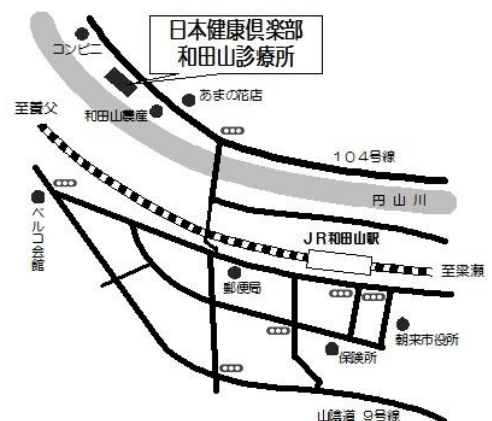 日本健康倶楽部
和田山診療所
コンビニ
あまの花店
至養父
和田山農産
104号線
円山川
ベルコ会館
JR和田山駅
至梁瀬
郵便局
朝来市役所
保険所
山陰道 9号線